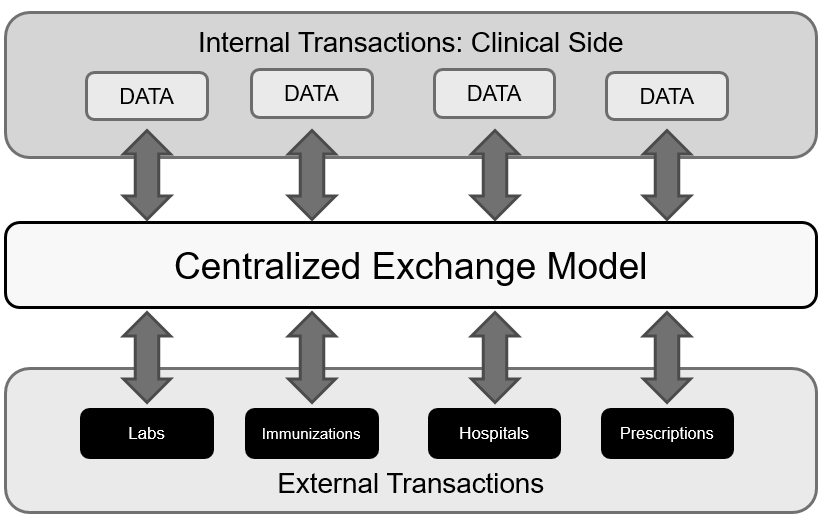 Internal Transactions: Clinical Side
DATA
DATA
DATA
DATA
Centralized Exchange Model
Labs
Immunizations
Hospitals
Prescriptions
External Transactions